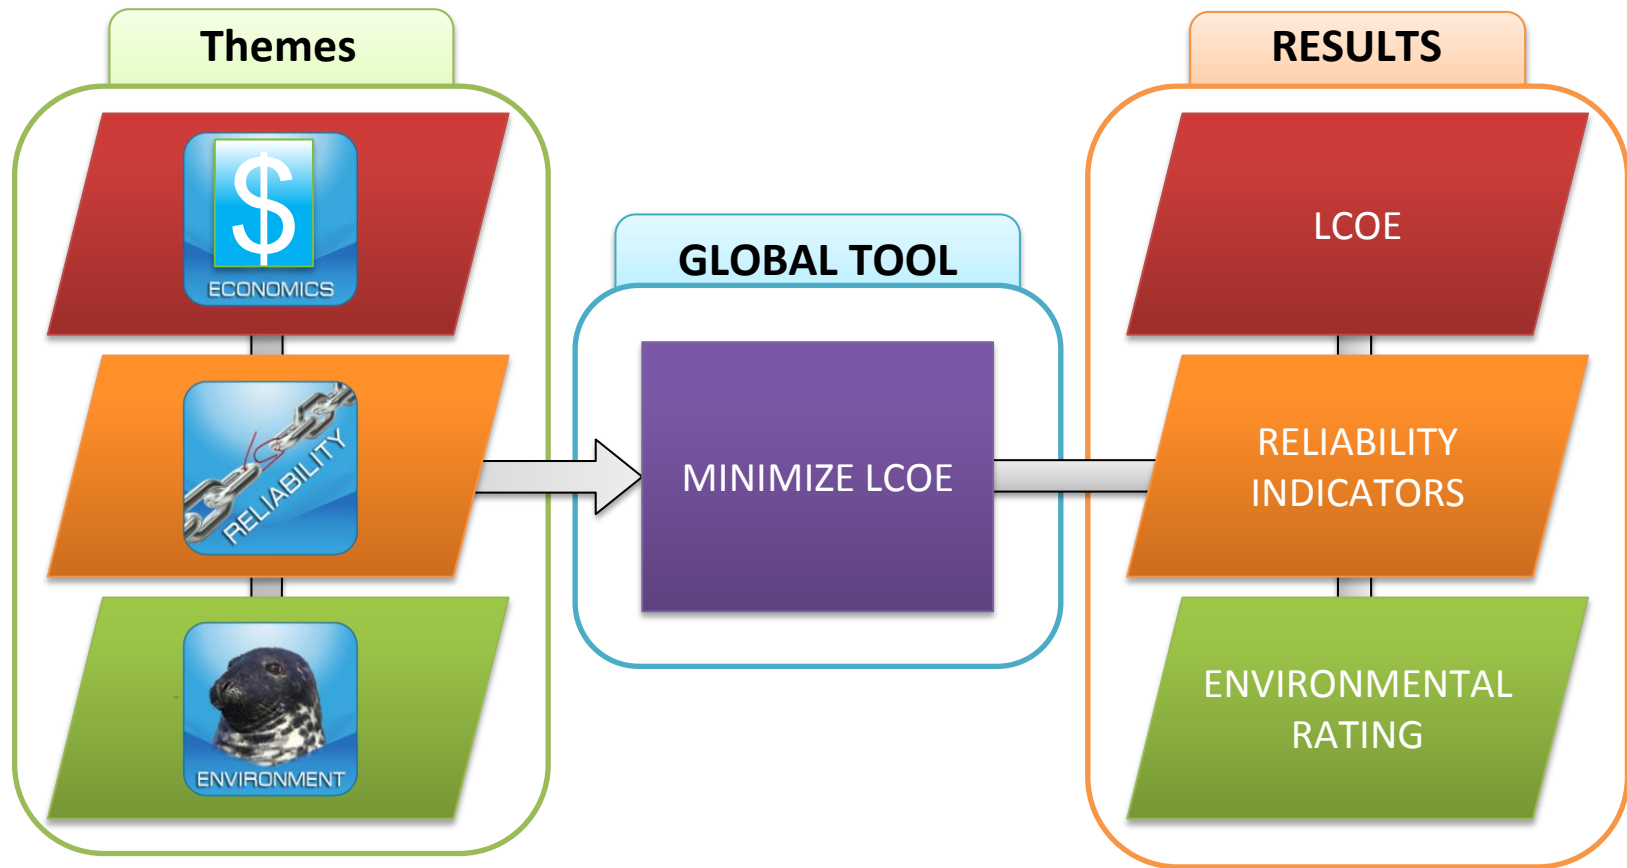 Themes
$
ECONOMICS
RELIABILITY
ENVIRONMENT
GLOBAL TOOL
MINIMIZE LCOE
RESULTS
LCOE
RELIABILITY
INDICATORS
ENVIRONMENTAL
RATING